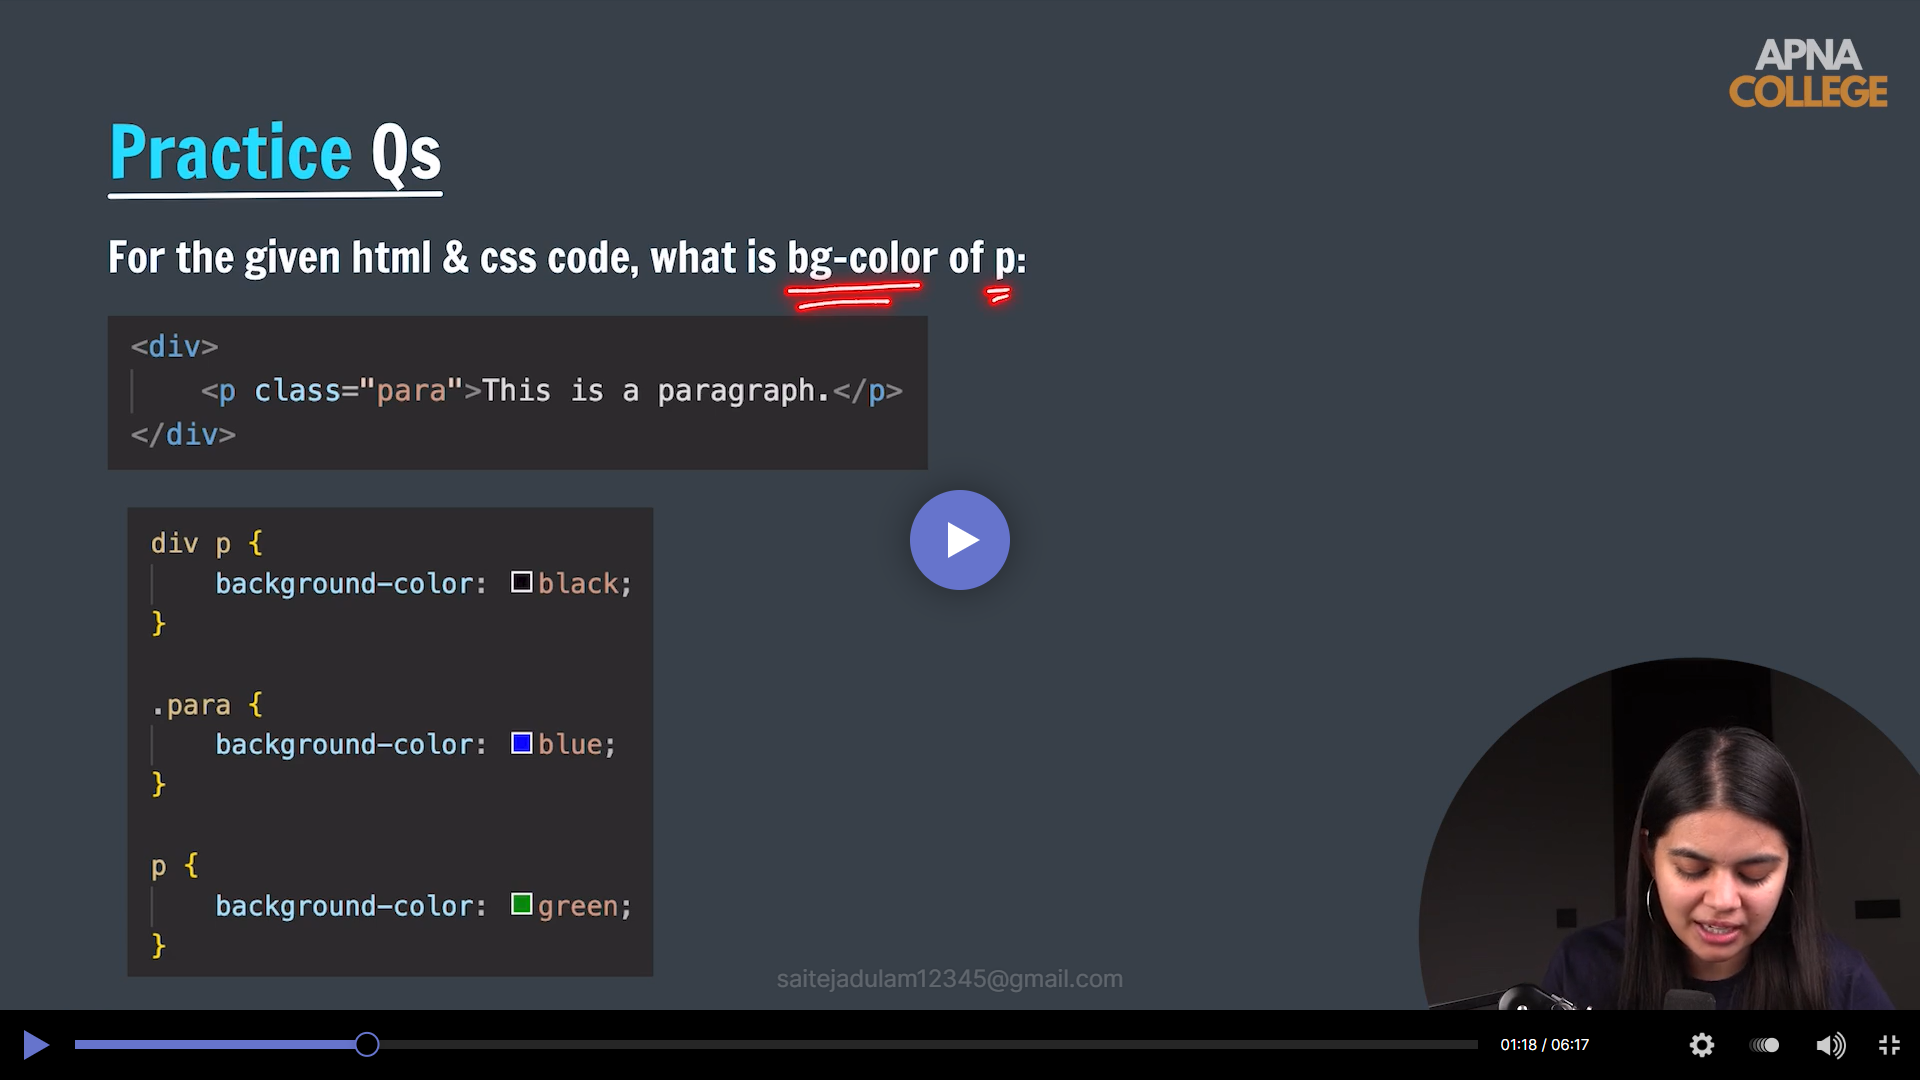 APNA
COLLEGE
Practice Qs
For the given html & css code, what is bg-color of p:
<div>
<p class="para">This is a paragraph.</p>
</div>
div p {
background-color: black;
}
.para {
background-color: blue;
}
p {
background-color: green;
}
saitejadulam12345@gmail.com
01:18 / 06:17